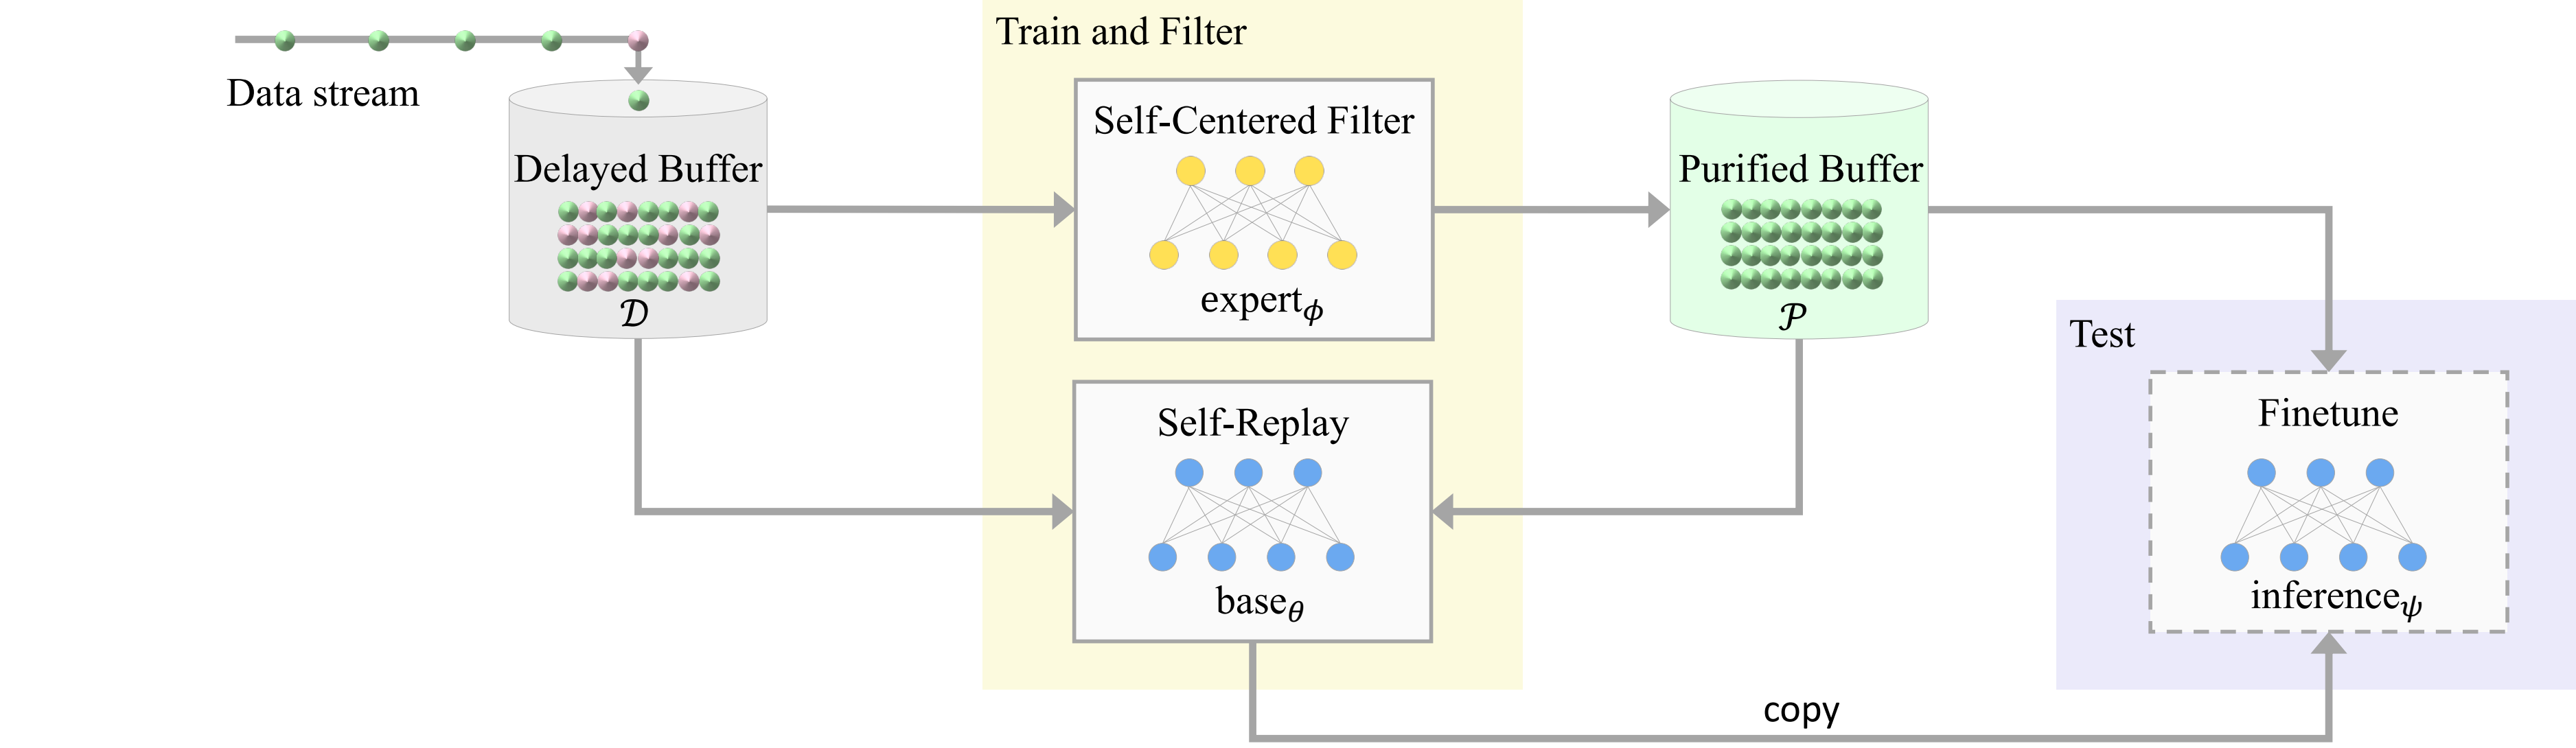 Train and Filter
Data stream
Self-Centered Filter
Delayed Buffer
Purified Buffer
expert𝜙
𝒟
𝒫
Test
Self-Replay
Finetune
base𝜃
inference𝜓
copy